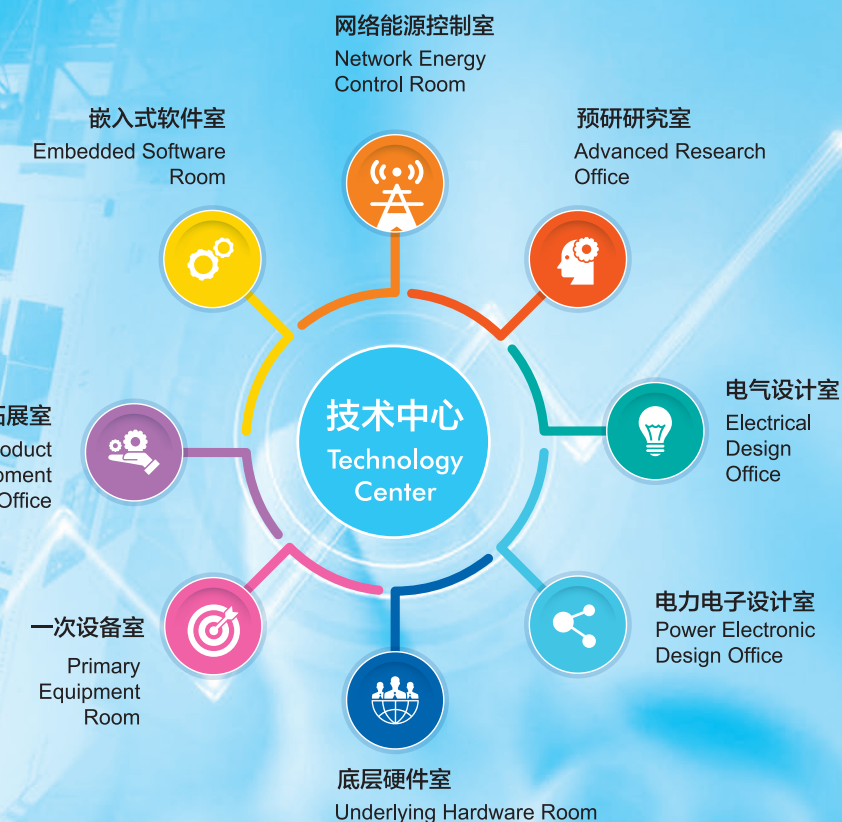 网络能源控制室
Network Energy
Control Room
嵌入式软件室
Embedded Software
Room
预研研究室
Advanced Research
Office
技术中心
Technology
Center
电气设计室
Electrical
Design
Office
展室
Office
一次设备室
Primary
Equipment
Room
电力电子设计室
Power Electronic
Design Office
底层硬件室
Underlying Hardware Room